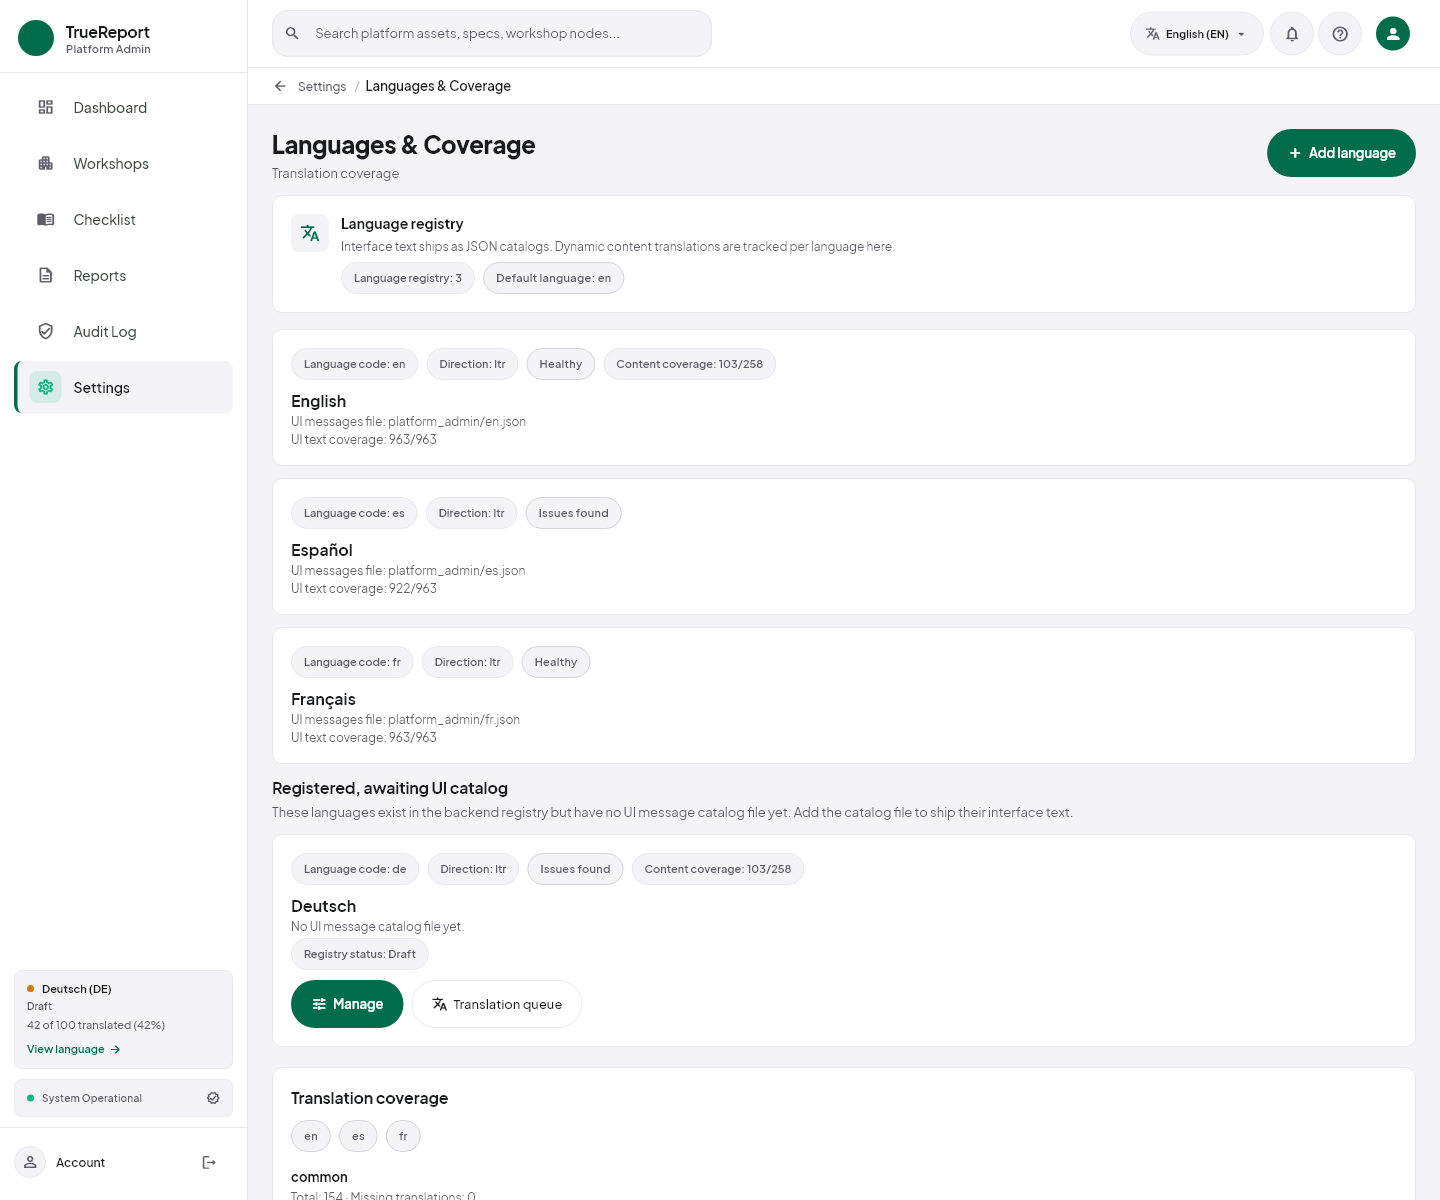 TrueReport
Platform Admin
Dashboard
Workshops
Checklist
Reports
Audit Log
Settings
Deutsch (DE)
Draft
42 of 100 translated (42%)
View language
System Operational
Account
Search platform assets, specs, workshop nodes...
English (EN)
Settings / Languages & Coverage
Languages & Coverage
Translation coverage
Add language
Language registry
Interface text ships as JSON catalogs. Dynamic content translations are tracked per language here.
Language registry: 3 Default language: en
Language code: en Direction: ltr Healthy Content coverage: 103/258
English
UI messages file: platform_admin/en.json
UI text coverage: 963/963
Language code: es Direction: ltr Issues found
Español
UI messages file: platform_admin/es.json
UI text coverage: 922/963
Language code: fr Direction: ltr Healthy
Français
UI messages file: platform_admin/fr.json
UI text coverage: 963/963
Registered, awaiting UI catalog
These languages exist in the backend registry but have no UI message catalog file yet. Add the catalog file to ship their interface text.
Language code: de Direction: ltr Issues found Content coverage: 103/258
Deutsch
No UI message catalog file yet.
Registry status: Draft
Manage Translation queue
Translation coverage
en es fr
common
Total: 154 · Missing translations: 0